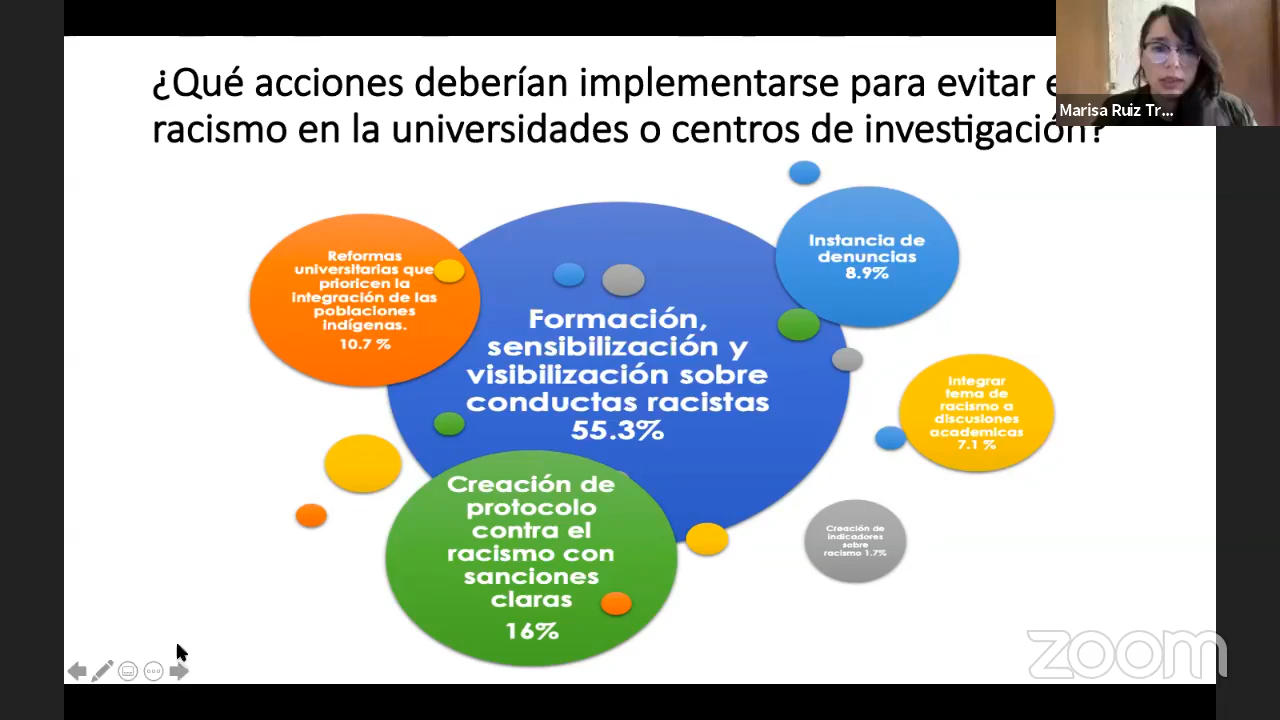 ¿Qué acciones deberían implementarse para evitar e
racismo en la universidades o centros de investigación?
Marisa Ruiz Tr...
Reformas
universitarias que
prioricen la
integración de las
poblaciones
indígenas.
10.7 %
Formación,
sensibilización y
visibilización sobre
conductas racistas
55.3%
Instancia de
denuncias
8.9%
Integrar
tema de
racismo a
discusiones
academicas
7.1 %
Creación de
protocolo
contra el
racismo con
sanciones
claras
16%
Creación de
indicadores
sobre
racismo 1.7%
zoom